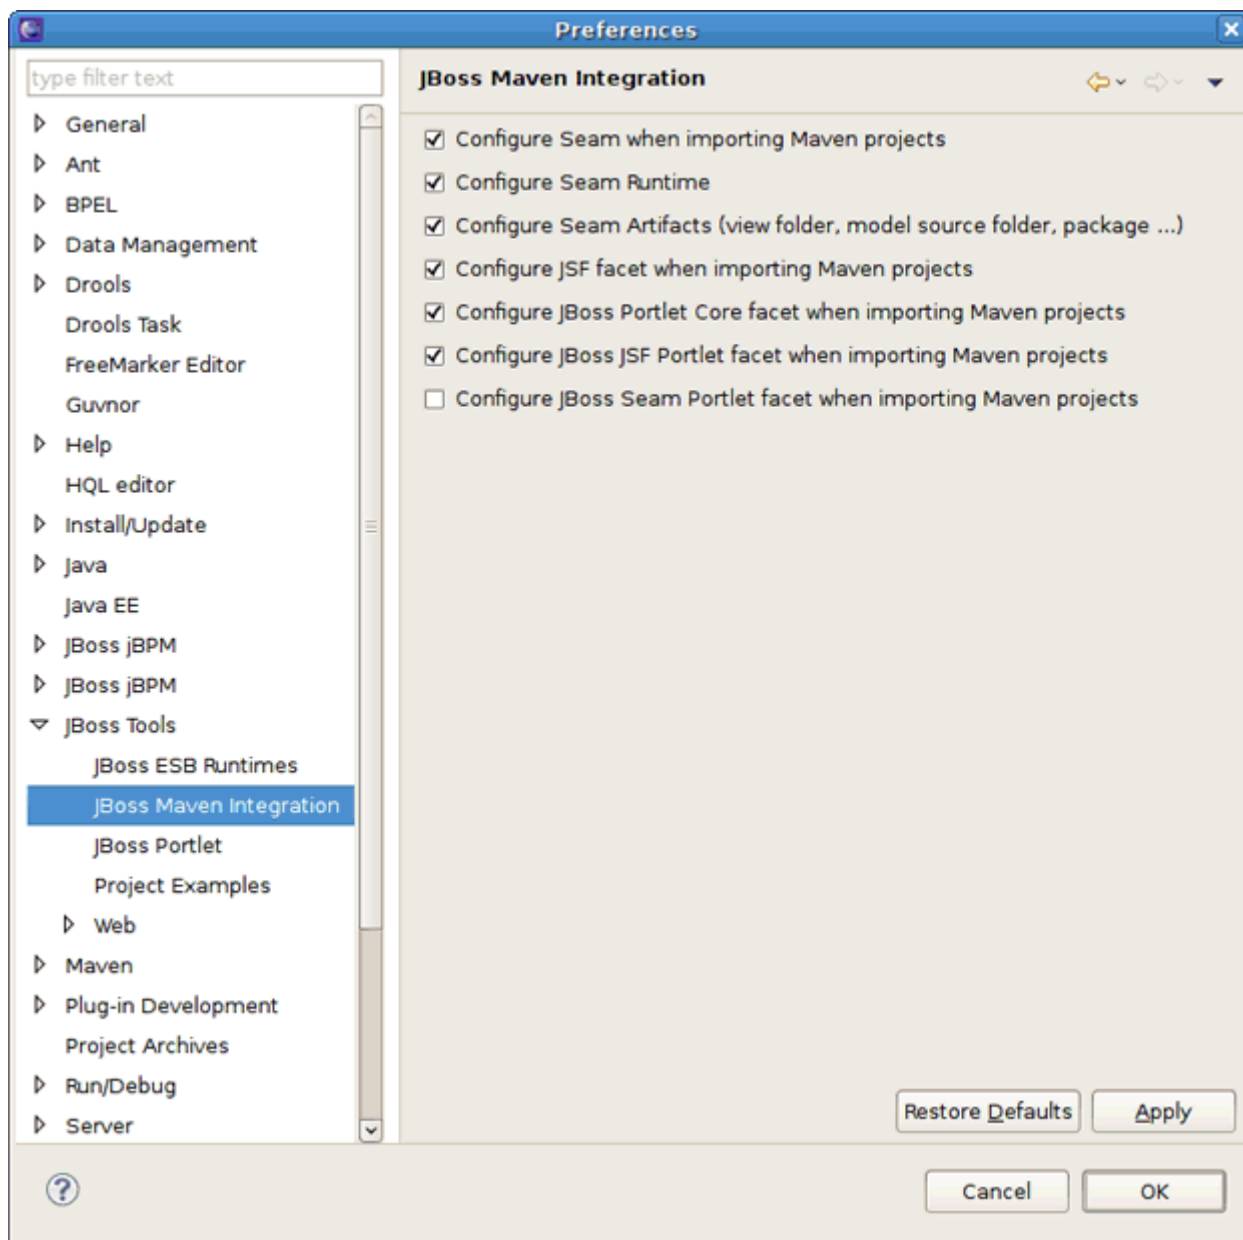 Preferences
type filter text
General
Ant
BPEL
Data Management
Drools
Drools Task
FreeMarker Editor
Guvnor
Help
HQL editor
Install/Update
Java
Java EE
JBoss jBPM
JBoss jBPM
JBoss Tools
JBoss ESB Runtimes
JBoss Maven Integration
JBoss Portlet
Project Examples
Web
Maven
Plug-in Development
Project Archives
Run/Debug
Server
JBoss Maven Integration
Configure Seam when importing Maven projects
Configure Seam Runtime
Configure Seam Artifacts (view folder, model source folder, package ...)
Configure JSF facet when importing Maven projects
Configure JBoss Portlet Core facet when importing Maven projects
Configure JBoss JSF Portlet facet when importing Maven projects
Configure JBoss Seam Portlet facet when importing Maven projects
Restore Defaults
Apply
?
Cancel
OK